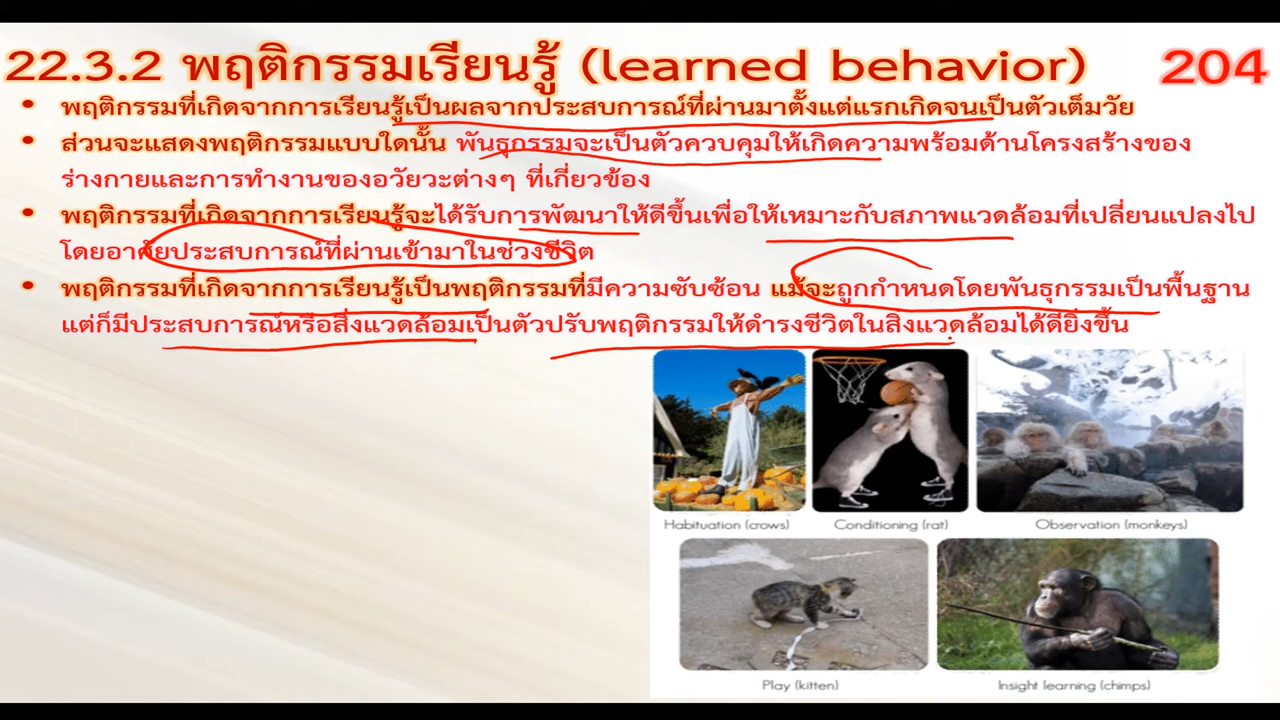 22.3.2 พฤติกรรมเรียนรู้ (learned behavior) 204
• พฤติกรรมที่เกิดจากการเรียนรู้เป็นผลจากประสบการณ์ที่ผ่านมาตั้งแต่แรกเกิดจนเป็นตัวเต็มวัย
• ส่วนจะแสดงพฤติกรรมแบบใดนั้น พันธุกรรมจะเป็นตัวควบคุมให้เกิดความพร้อมด้านโครงสร้างของ
ร่างกายและการทำงานของอวัยวะต่างๆ ที่เกี่ยวข้อง
• พฤติกรรมที่เกิดจากการเรียนรู้จะได้รับการพัฒนาให้ดีขึ้นเพื่อให้เหมาะกับสภาพแวดล้อมที่เปลี่ยนแปลงไป
โดยอาศัยประสบการณ์ที่ผ่านเข้ามาในช่วงชีวิต
• พฤติกรรมที่เกิดจากการเรียนรู้เป็นพฤติกรรมที่มีความซับซ้อน แม้จะถูกกำหนดโดยพันธุกรรมเป็นพื้นฐาน
แต่ก็มีประสบการณ์หรือสิ่งแวดล้อมเป็นตัวปรับพฤติกรรมให้ดำรงชีวิตในสิ่งแวดล้อมได้ดียิ่งขึ้น
Habituation (crows) Conditioning (rat) Observation (monkeys)
Play (kitten) Insight learning (chimps)